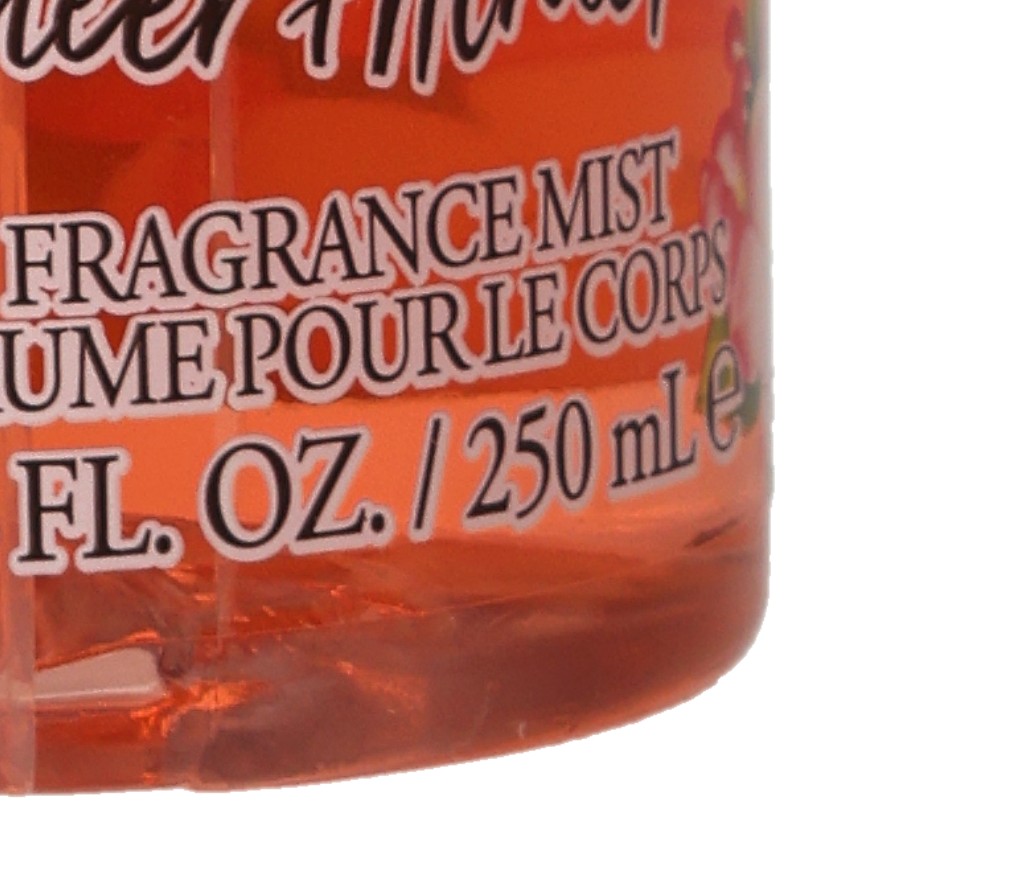 FRAGRANCE MIST
UME POUR LE CORPS
FL. OZ. / 250 mL e